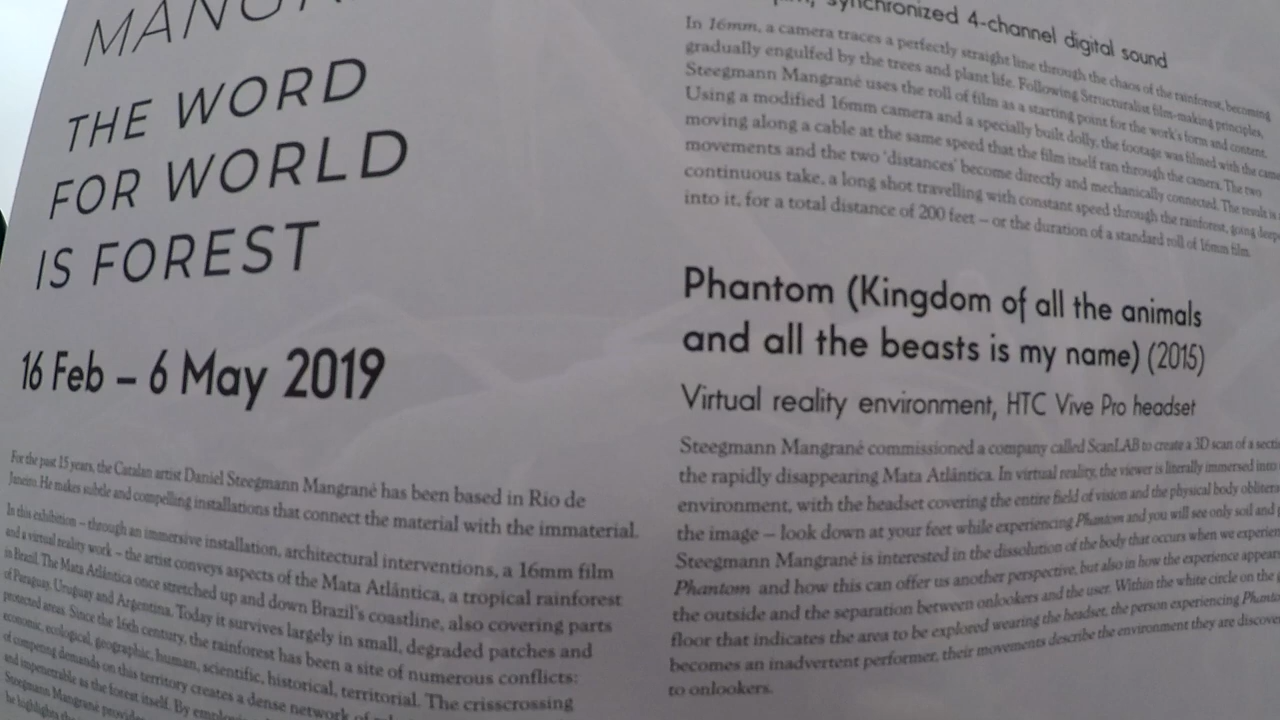 THE WORD
FOR WORLD
IS FOREST
16 Feb – 6 May 2019
For the past 15 years, the Catalan artist Daniel Steegmann Mangrané has been based in Rio de
Janeiro. He makes subtle and compelling installations that connect the material with the immaterial.
In this exhibition – through an immersive installation, architectural interventions, a 16mm film
and a virtual reality work – the artist conveys aspects of the Mata Atlântica, a tropical rainforest
in Brazil. The Mata Atlântica once stretched up and down Brazil's coastline, also covering parts
of Paraguay, Uruguay and Argentina. Today it survives largely in small, degraded patches and
protected areas. Since the 16th century, the rainforest has been a site of numerous conflicts:
economic, ecological, geographic, human, scientific, historical, territorial. The crisscrossing
of competing demands on this territory creates a dense network of
and impenetrable as the forest itself. By
Steegmann Mangrané
he highlights
synchronized 4-channel digital sound
In 16mm, a camera traces a perfectly straight line through the chaos of the rainforest, becoming
gradually engulfed by the trees and plant life. Following Structuralist film-making principles,
Steegmann Mangrané uses the roll of film as a starting point for the work's form and content.
Using a modified 16mm camera and a specially built dolly, the footage was filmed with the
moving along a cable at the same speed that the film itself ran through the camera. The two
movements and the two 'distances' become directly and mechanically connected. The result is
continuous take, a long shot travelling with constant speed through the rainforest, going
into it, for a total distance of 200 feet – or the duration of a standard roll of 16mm film.
Phantom (Kingdom of all the animals
and all the beasts is my name) (2015)
Virtual reality environment, HTC Vive Pro headset
Steegmann Mangrané commissioned a company called ScanLAB to create a 3D scan of a
the rapidly disappearing Mata Atlântica. In virtual reality, the viewer is literally immersed
environment, with the headset covering the entire field of vision and the physical body
the image – look down at your feet while experiencing Phantom and you will see only soil and
Steegmann Mangrané is interested in the dissolution of the body that occurs when we
Phantom and how this can offer us another perspective, but also in how the experience
the outside and the separation between onlookers and the user. Within the white circle on the
floor that indicates the area to be explored wearing the headset, the person experiencing
becomes an inadvertent performer, their movements describe the environment they are
to onlookers.